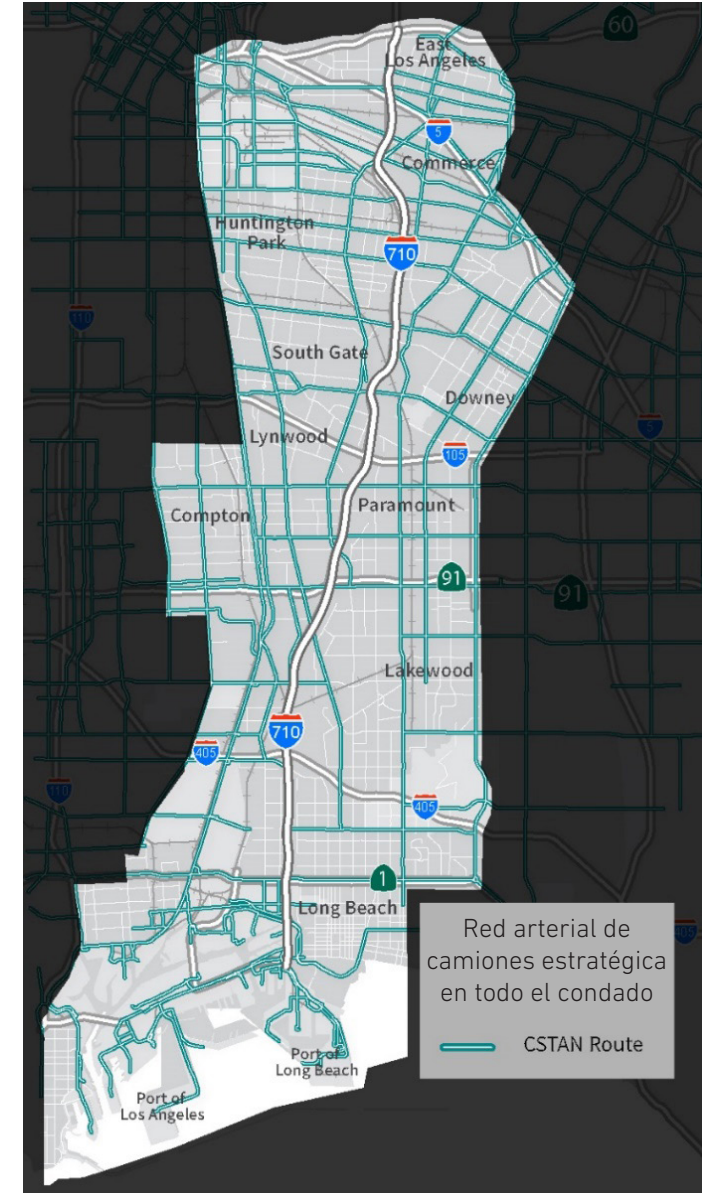 60
East
Los Angeles
5
Commerce
Huntington
Park
710
110
South Gate
Downey
5
Lynwood
105
Compton
Paramount
91
91
Lakewood
710
405
110
405
1
Long Beach
405
Red arterial de
camiones estratégica
en todo el condado
CSTAN Route
Port of
Long Beach
Port of
Los Angeles